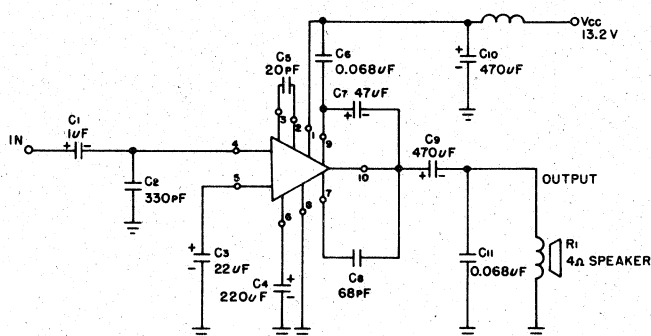 Vcc
13.2 V
C5
20pF
C6
0.068uF
C10
470uF
C7 47uF
C1
1uF
IN
3
2
1
9
4
C9
470uF
C2
330pF
5
10
OUTPUT
7
6
8
C3
22uF
C4
220uF
C8
68pF
C11
0.068uF
R1
4Ω SPEAKER
+
-
+
-
+
-
+
-
+
-
+
-